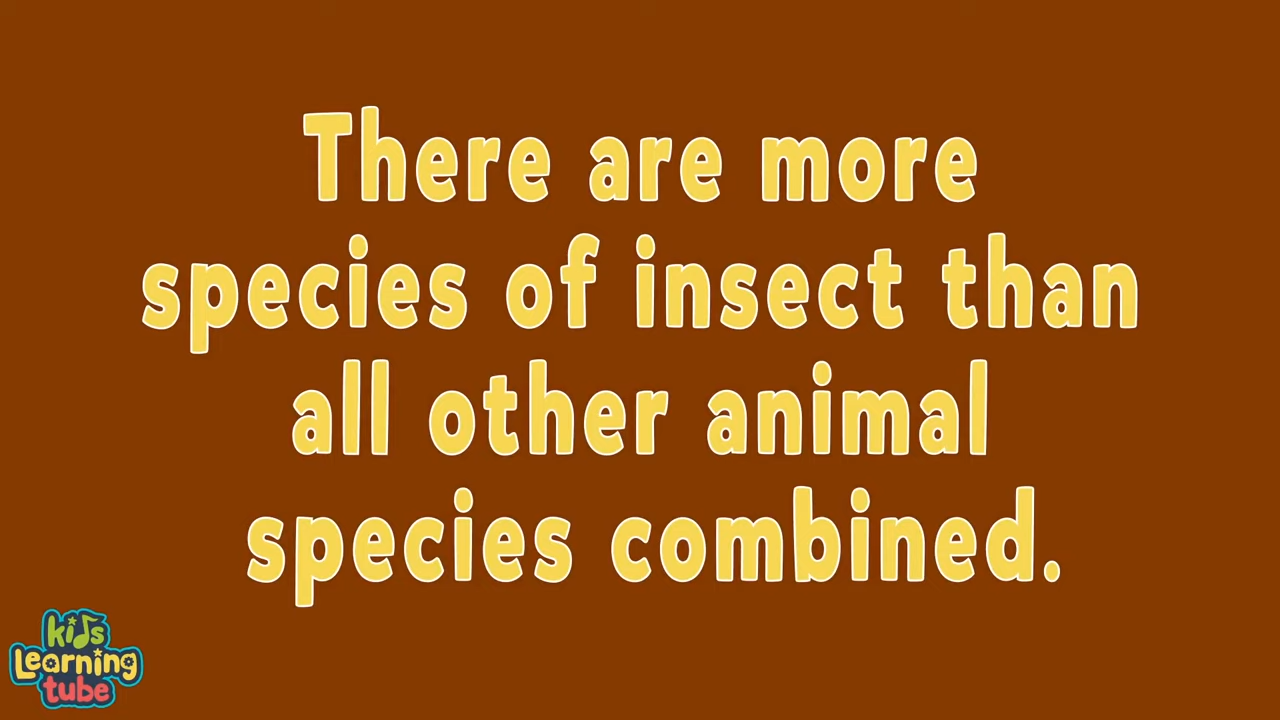 There are more
species of insect than
all other animal
species combined.
kids
Learning
tube